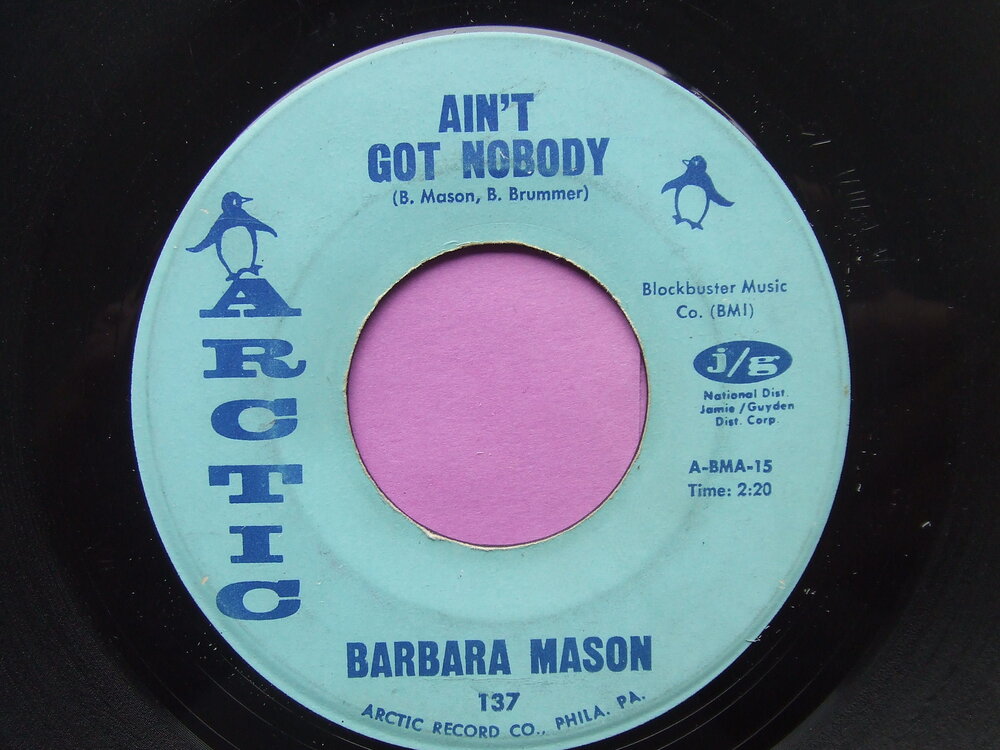 AIN'T
GOT NOBODY
(B. Mason, B. Brummer)
ARCTIC
Blockbuster Music
Co. (BMI)
j/g
National Dist.
Jamie/Guyden
Dist. Corp.
A-BMA-15
Time: 2:20
BARBARA MASON
137
ARCTIC RECORD CO., PHILA. PA.